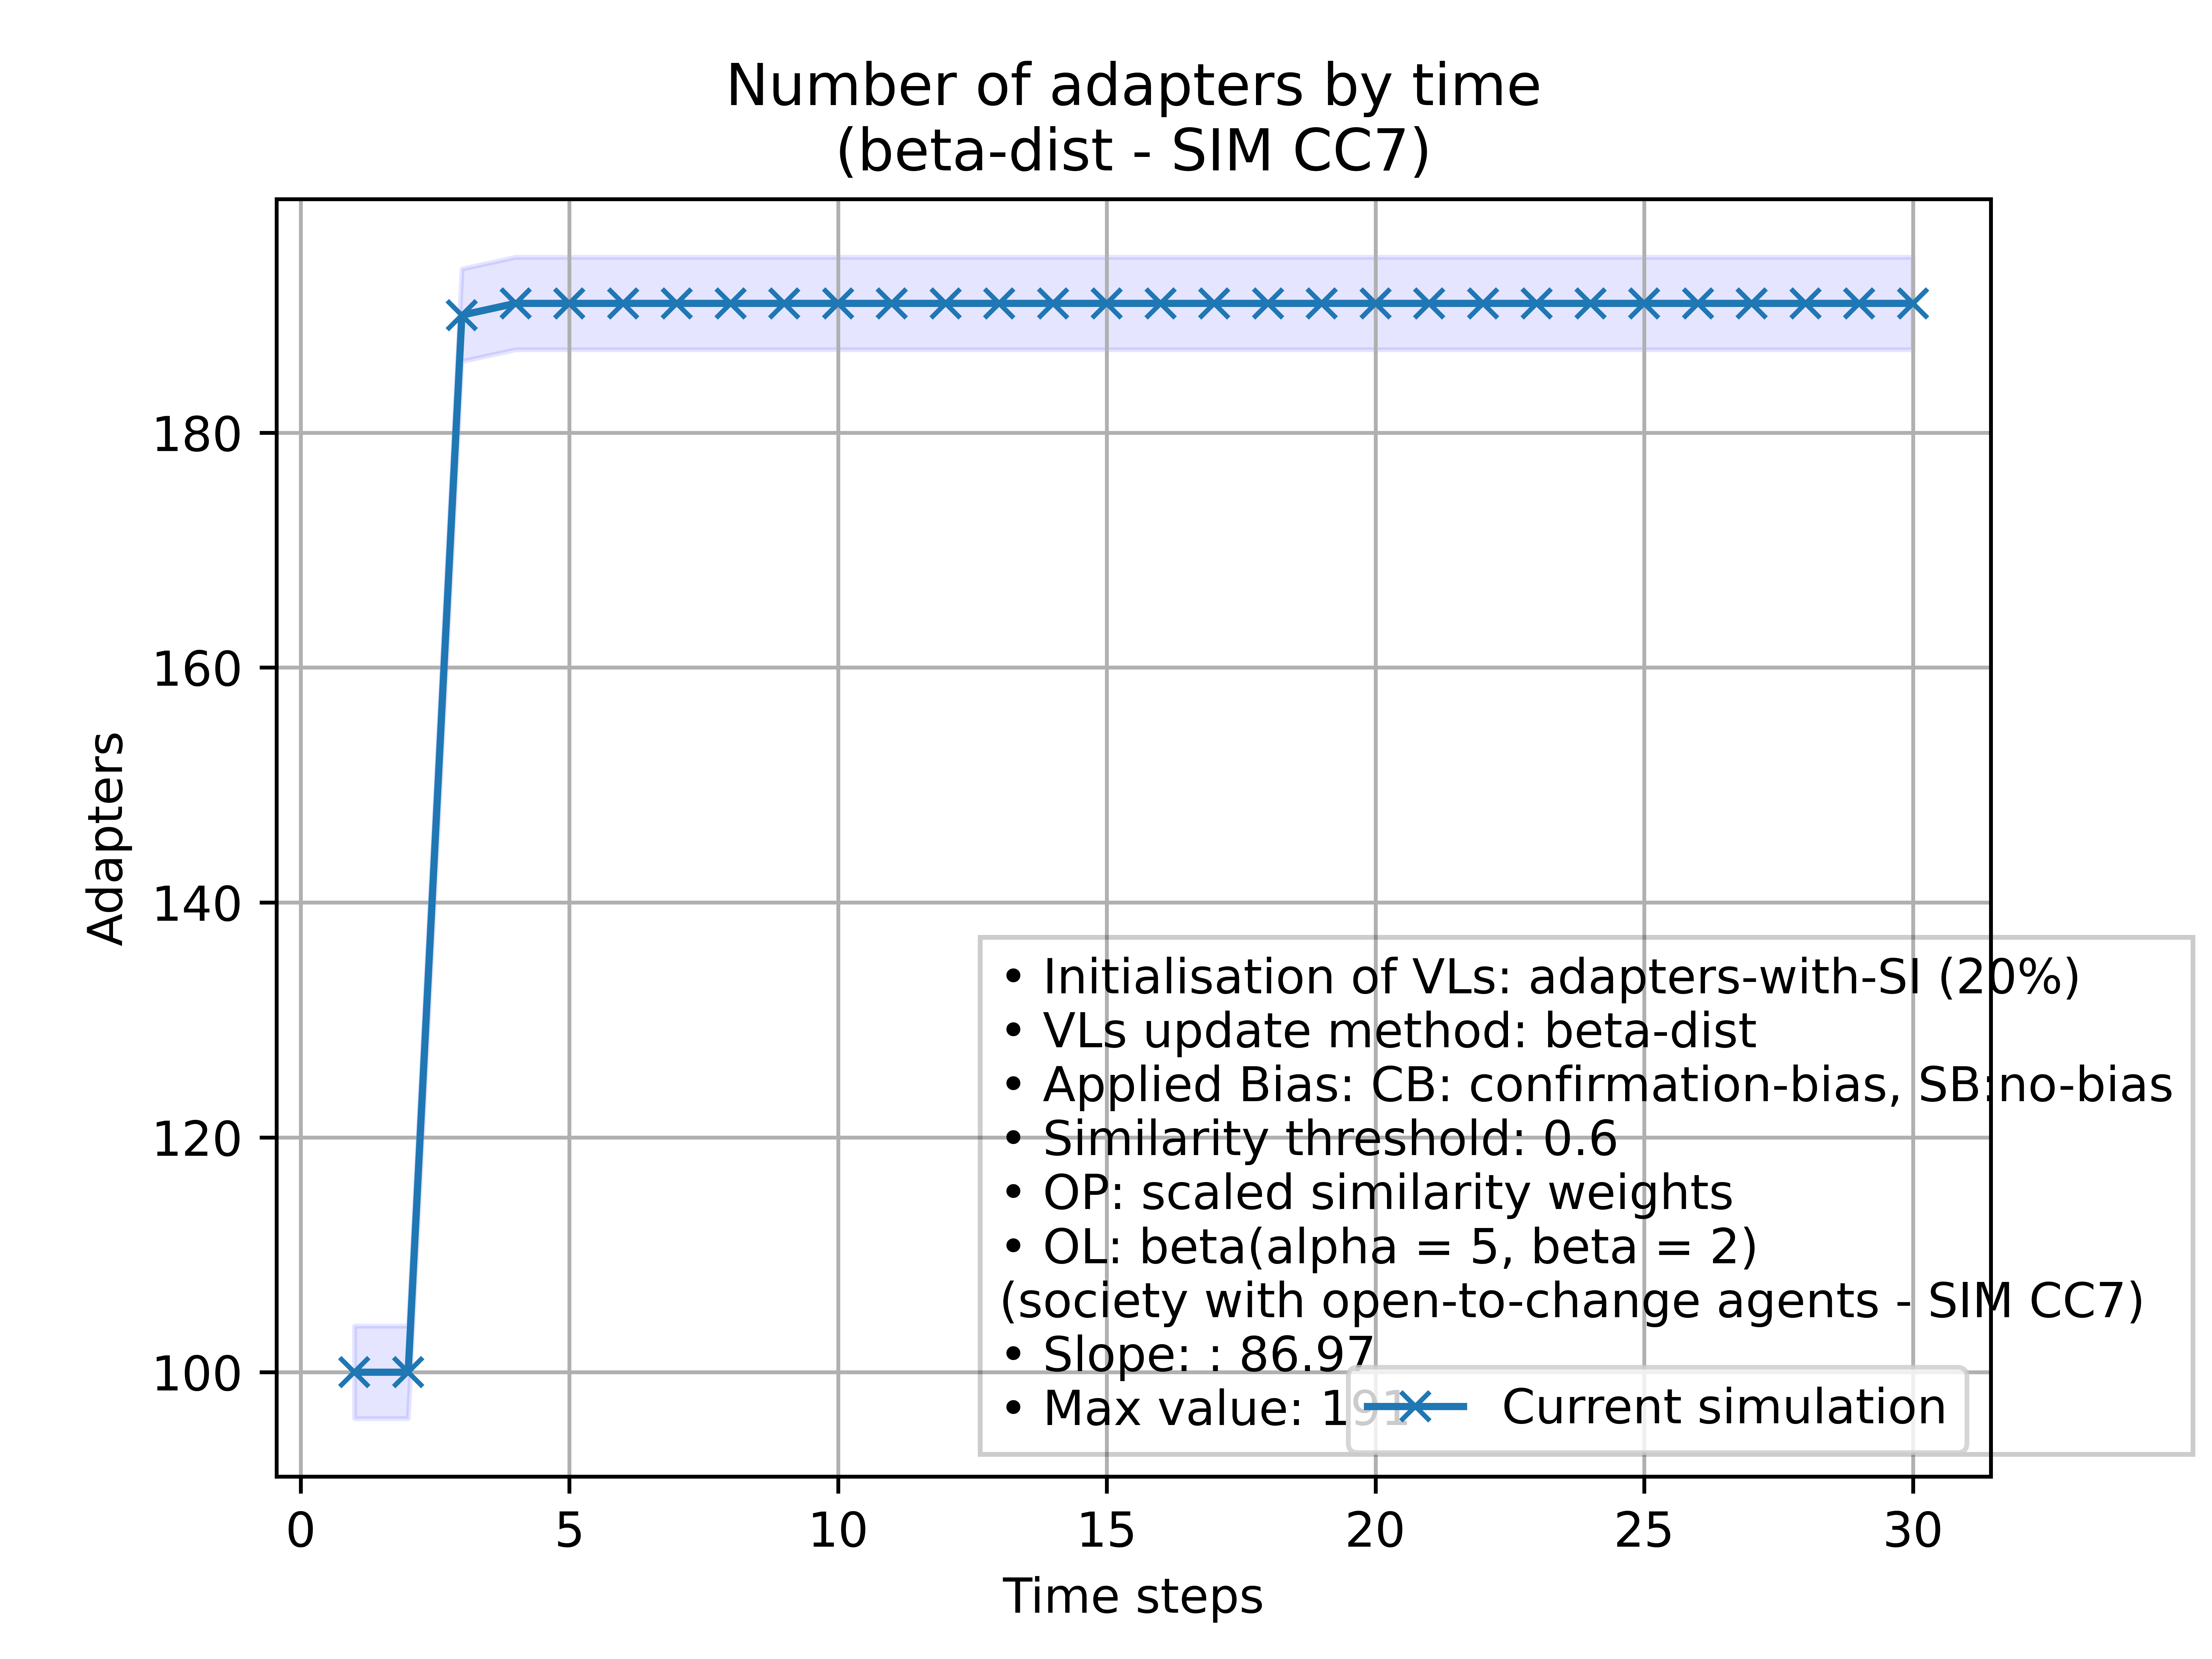 Number of adapters by time
(beta-dist - SIM CC7)
Adapters
180
160
140
120
100
• Initialisation of VLs: adapters-with-SI (20%)
• VLs update method: beta-dist
• Applied Bias: CB: confirmation-bias, SB:no-bias
• Similarity threshold: 0.6
• OP: scaled similarity weights
• OL: beta(alpha = 5, beta = 2)
(society with open-to-change agents - SIM CC7)
• Slope: : 86.97
• Max value: 191
Current simulation
0 5 10 15 20 25 30
Time steps